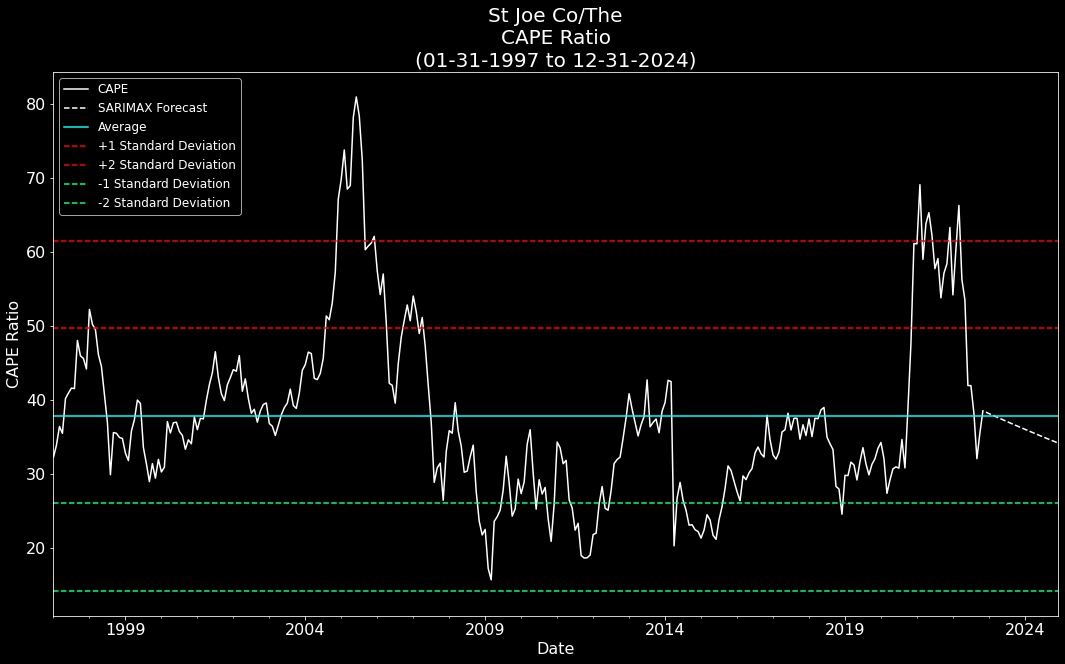 St Joe Co/The
CAPE Ratio
(01-31-1997 to 12-31-2024)
CAPE
SARIMAX Forecast
Average
+1 Standard Deviation
+2 Standard Deviation
-1 Standard Deviation
-2 Standard Deviation
CAPE Ratio
80
70
60
50
40
30
20
1999
2004
2009
2014
2019
2024
Date